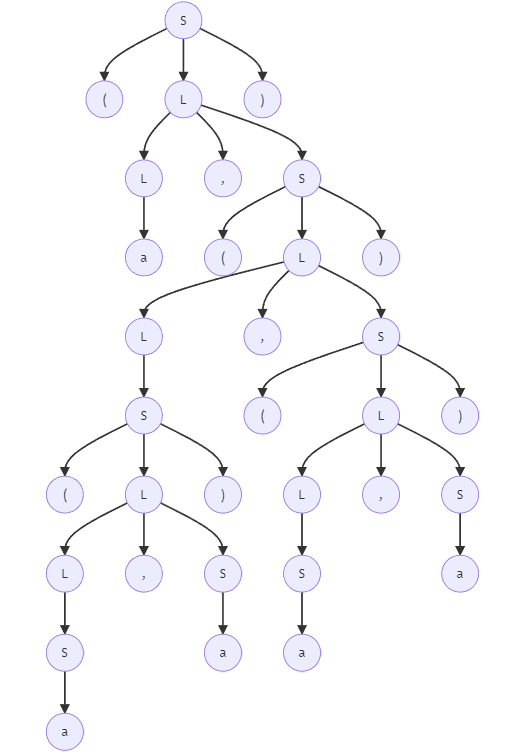 S
( L )
L , S
a ( L )
L , S
S ( L )
( L ) L , S
L , S S a
S a a
a